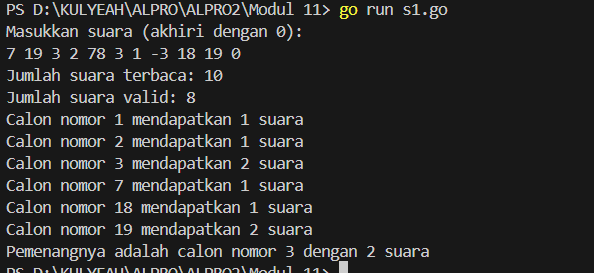 PS D:\KULYEAH\ALPRO\ALPRO2\Modul 11> go run s1.go
Masukkan suara (akhiri dengan 0):
7 19 3 2 78 3 1 -3 18 19 0
Jumlah suara terbaca: 10
Jumlah suara valid: 8
Calon nomor 1 mendapatkan 1 suara
Calon nomor 2 mendapatkan 1 suara
Calon nomor 3 mendapatkan 2 suara
Calon nomor 7 mendapatkan 1 suara
Calon nomor 18 mendapatkan 1 suara
Calon nomor 19 mendapatkan 2 suara
Pemenangnya adalah calon nomor 3 dengan 2 suara
PS D:\KULYEAH\ALPRO\ALPRO2\Modul 11>